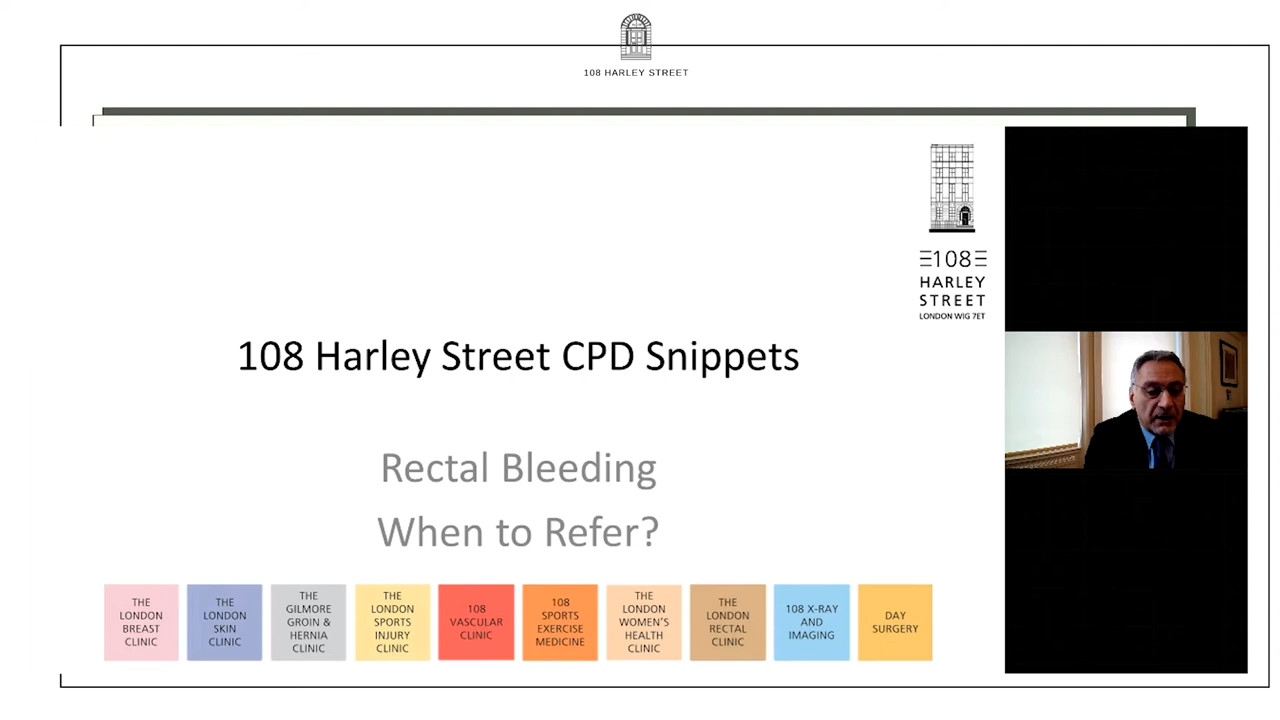 108 HARLEY STREET
108
HARLEY
STREET
LONDON W1G 7ET
108 Harley Street CPD Snippets
Rectal Bleeding
When to Refer?
THE
LONDON
BREAST
CLINIC
THE
LONDON
SKIN
CLINIC
THE
GILMORE
GROIN &
HERNIA
CLINIC
THE
LONDON
SPORTS
INJURY
CLINIC
108
VASCULAR
CLINIC
108
SPORTS
EXERCISE
MEDICINE
THE
LONDON
WOMEN'S
HEALTH
CLINIC
THE
LONDON
RECTAL
CLINIC
108 X-RAY
AND
IMAGING
DAY
SURGERY